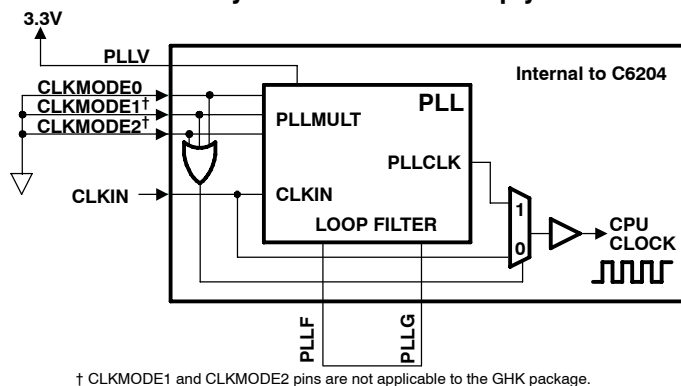 3.3V
PLLV
Internal to C6204
CLKMODE0
CLKMODE1†
CLKMODE2†
PLL
PLLMULT
PLLCLK
CLKIN
CLKIN
LOOP FILTER
1
0
CPU
CLOCK
PLLF
PLLG
† CLKMODE1 and CLKMODE2 pins are not applicable to the GHK package.